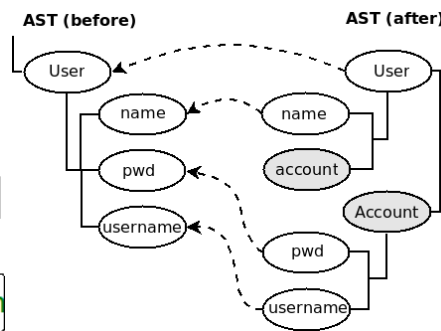 AST (before)
AST (after)
User
User
name
name
pwd
account
username
Account
pwd
username